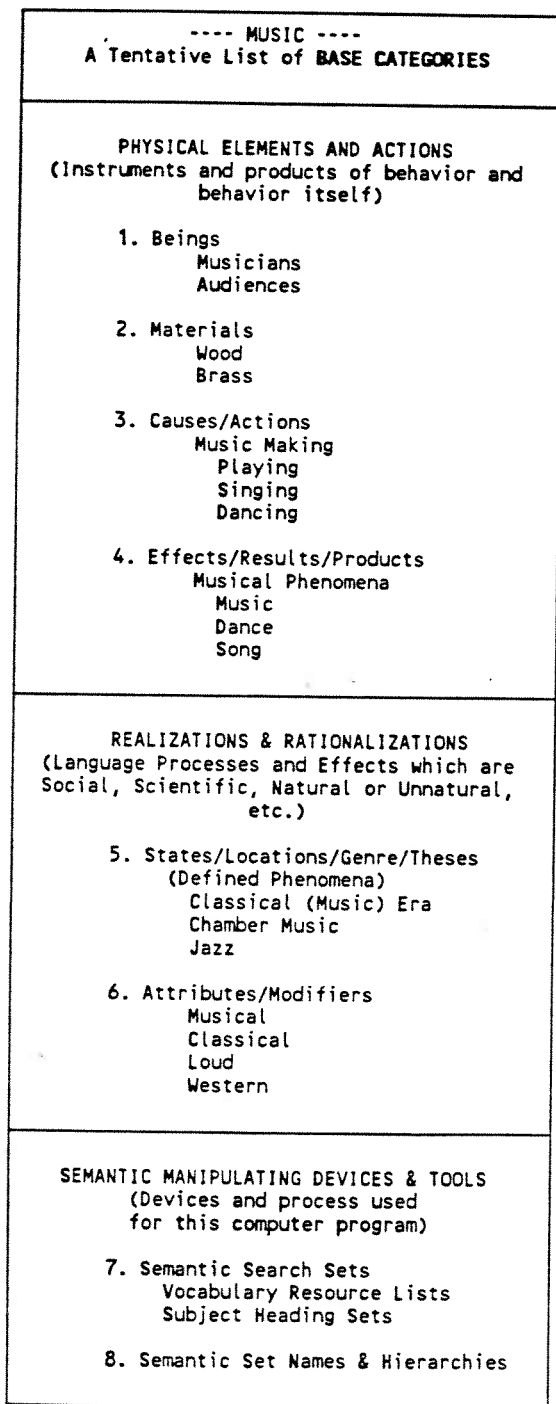 ---- MUSIC ----
A Tentative List of BASE CATEGORIES
PHYSICAL ELEMENTS AND ACTIONS
(Instruments and products of behavior and
behavior itself)
1. Beings
Musicians
Audiences
2. Materials
Wood
Brass
3. Causes/Actions
Music Making
Playing
Singing
Dancing
4. Effects/Results/Products
Musical Phenomena
Music
Dance
Song
REALIZATIONS & RATIONALIZATIONS
(Language Processes and Effects which are
Social, Scientific, Natural or Unnatural,
etc.)
5. States/Locations/Genre/Theses
(Defined Phenomena)
Classical (Music) Era
Chamber Music
Jazz
6. Attributes/Modifiers
Musical
Classical
Loud
Western
SEMANTIC MANIPULATING DEVICES & TOOLS
(Devices and process used
for this computer program)
7. Semantic Search Sets
Vocabulary Resource Lists
Subject Heading Sets
8. Semantic Set Names & Hierarchies